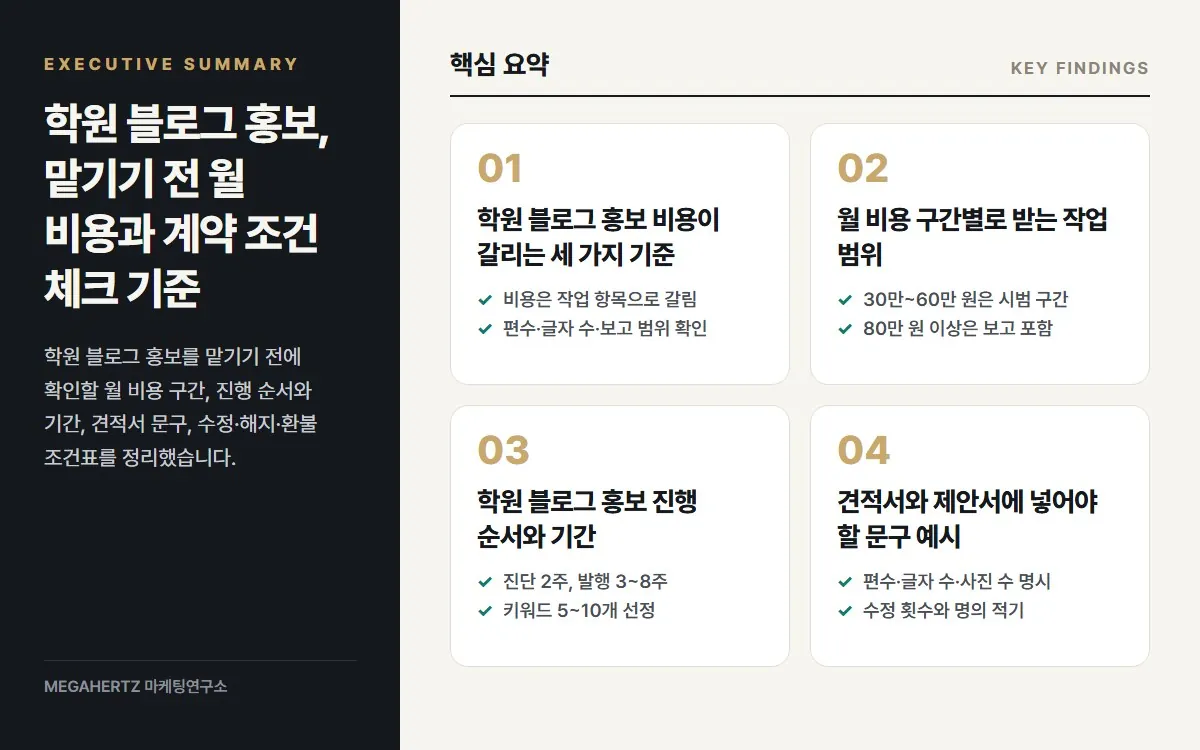 EXECUTIVE SUMMARY
학원 블로그 홍보,
맡기기 전 월
비용과 계약 조건
체크 기준
학원 블로그 홍보를 맡기기 전에
확인할 월 비용 구간, 진행 순서와
기간, 견적서 문구, 수정·해지·환불
조건표를 정리했습니다.
MEGAHERTZ 마케팅연구소
핵심 요약
KEY FINDINGS
01
학원 블로그 홍보 비용이
갈리는 세 가지 기준
비용은 작업 항목으로 갈림
편수·글자 수·보고 범위 확인
02
월 비용 구간별로 받는 작업
범위
30만~60만 원은 시범 구간
80만 원 이상은 보고 포함
03
학원 블로그 홍보 진행
순서와 기간
진단 2주, 발행 3~8주
키워드 5~10개 선정
04
견적서와 제안서에 넣어야
할 문구 예시
편수·글자 수·사진 수 명시
수정 횟수와 명의 적기